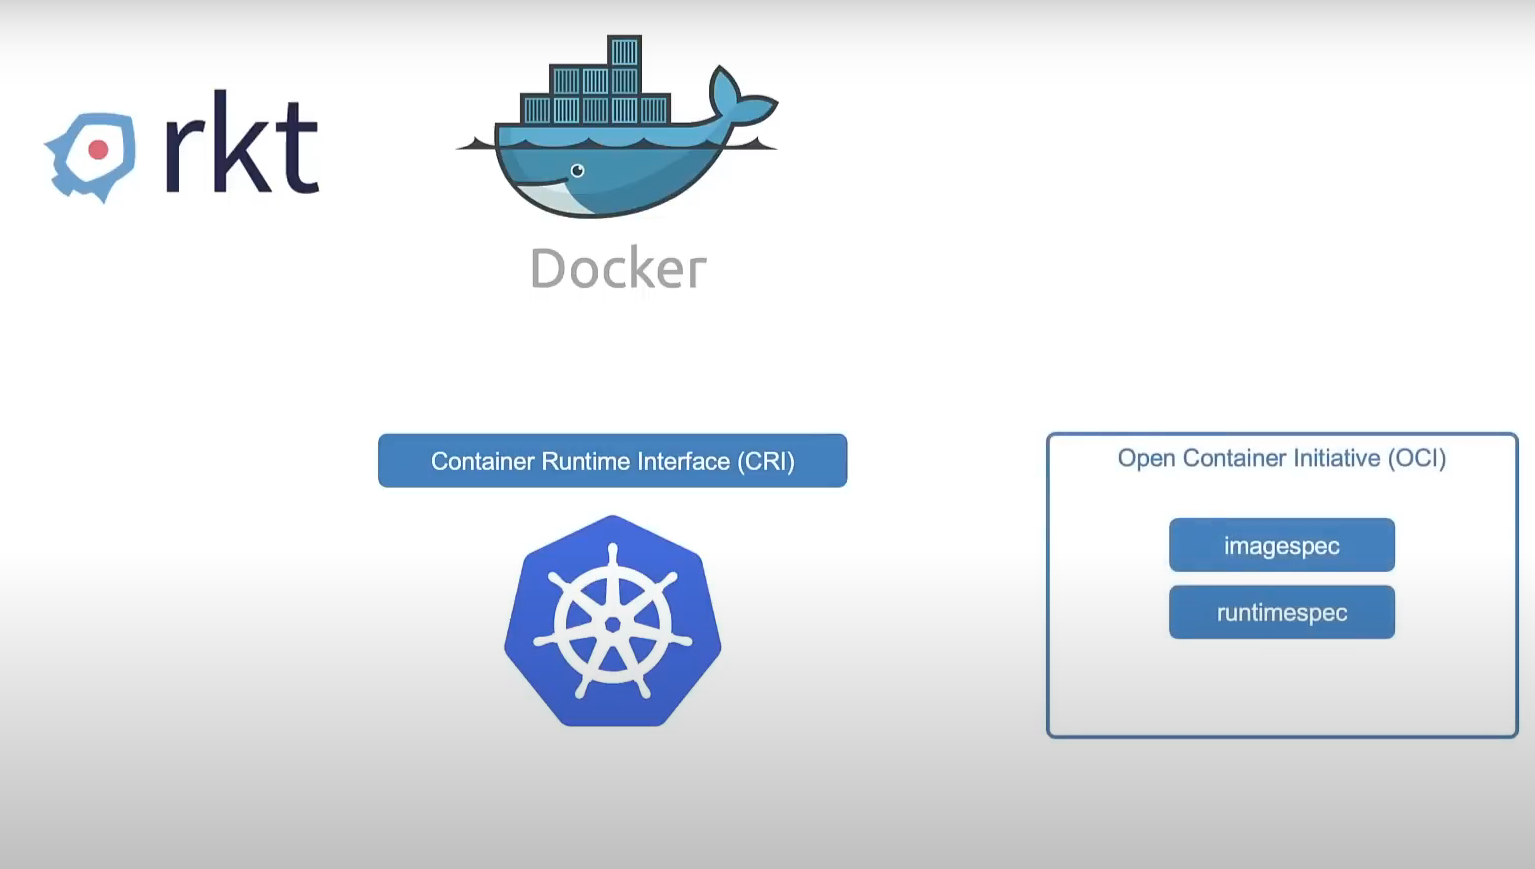 rkt
Docker
Container Runtime Interface (CRI)
Open Container Initiative (OCI)
imagespec
runtimespec